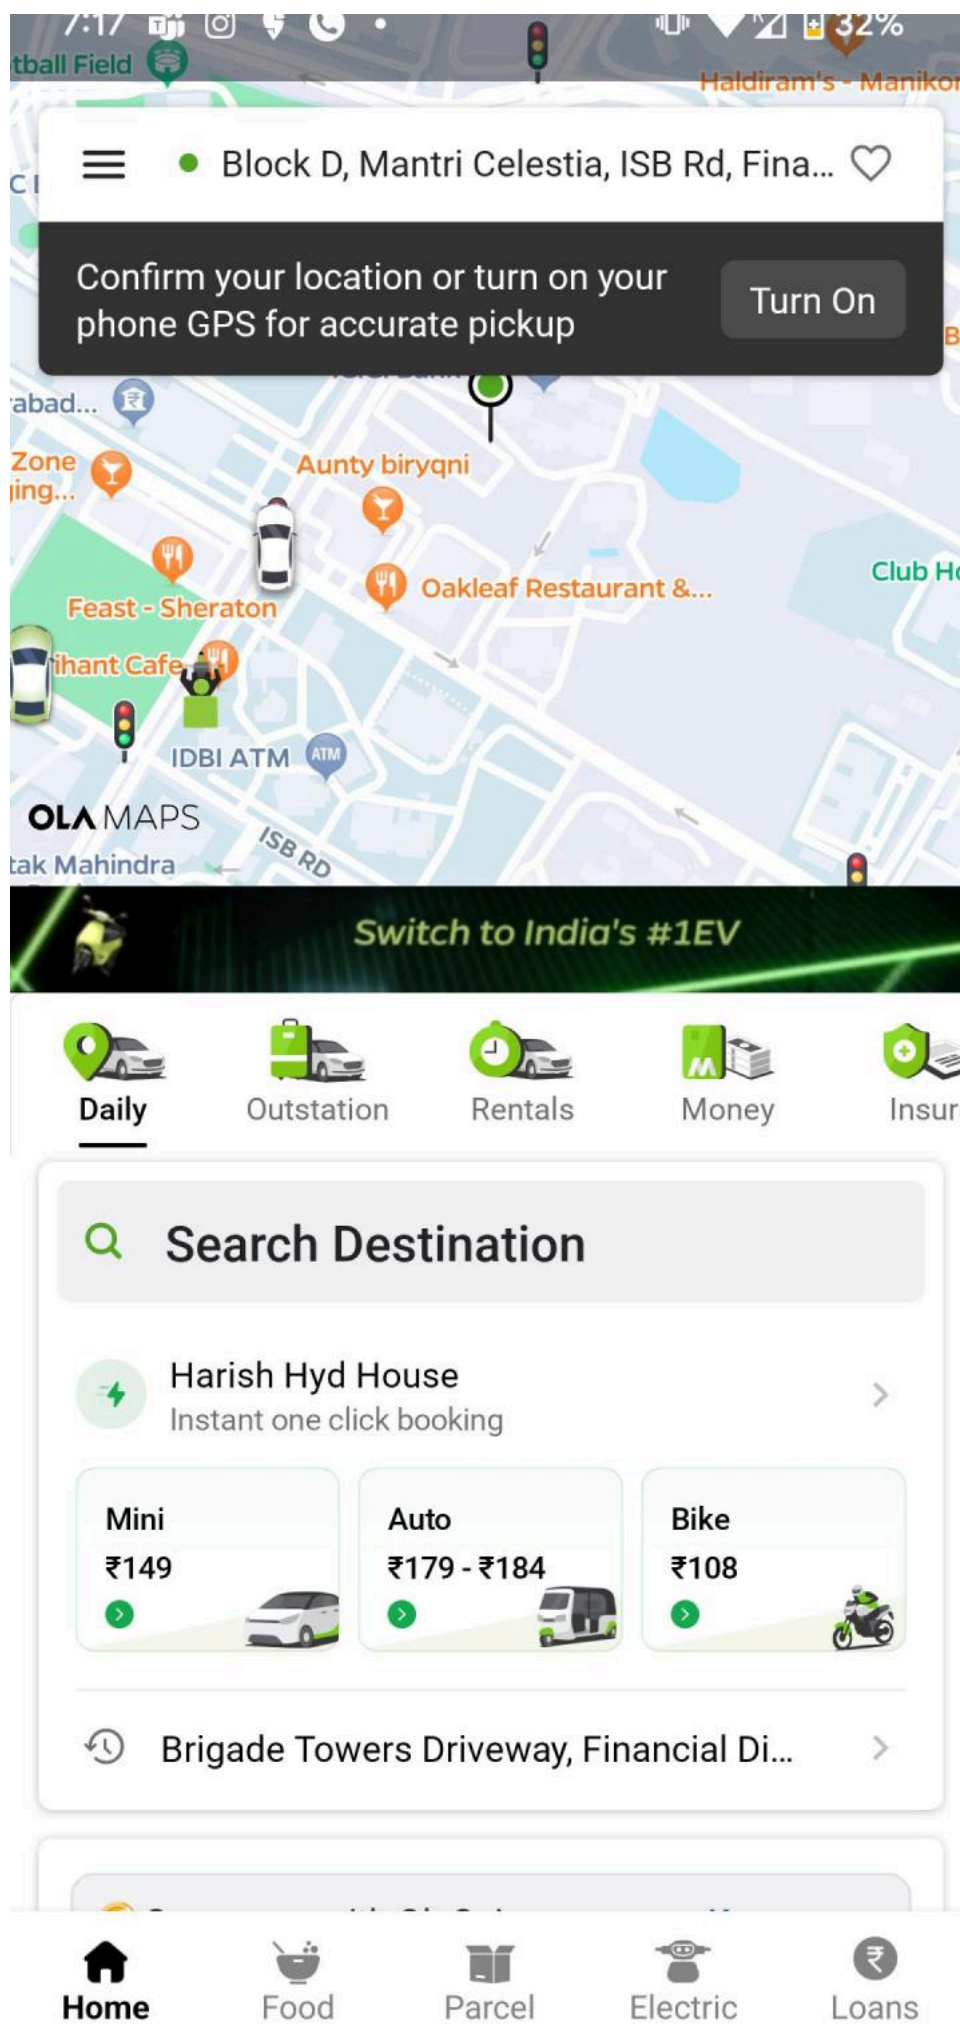 7:17
32%
tball Field
Haldiram's - Manikon
Block D, Mantri Celestia, ISB Rd, Fina...
Confirm your location or turn on your
phone GPS for accurate pickup
Turn On
abad...
Zone
ging...
Aunty biryqni
Feast - Sheraton
Oakleaf Restaurant &...
Club Ho
ihant Cafe
IDBI ATM
ATM
OLA MAPS
ISB RD
tak Mahindra
Switch to India's #1EV
Daily
Outstation
Rentals
Money
Insur
Search Destination
Harish Hyd House
Instant one click booking
Mini
Auto
Bike
₹149
₹179 - ₹184
₹108
Brigade Towers Driveway, Financial Di...
Home
Food
Parcel
Electric
Loans